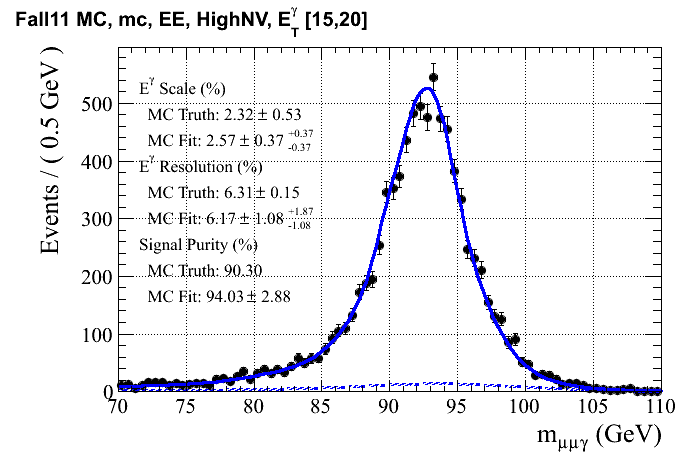 Fall11 MC, mc, EE, HighNV, E_T^γ [15,20]
Events / ( 0.5 GeV )
500
400
300
200
100
0
E^γ Scale (%)
MC Truth: 2.32 ± 0.53
MC Fit: 2.57 ± 0.37 +0.37 -0.37
E^γ Resolution (%)
MC Truth: 6.31 ± 0.15
MC Fit: 6.17 ± 1.08 +1.87 -1.08
Signal Purity (%)
MC Truth: 90.30
MC Fit: 94.03 ± 2.88
70 75 80 85 90 95 100 105 110
m_μμγ (GeV)